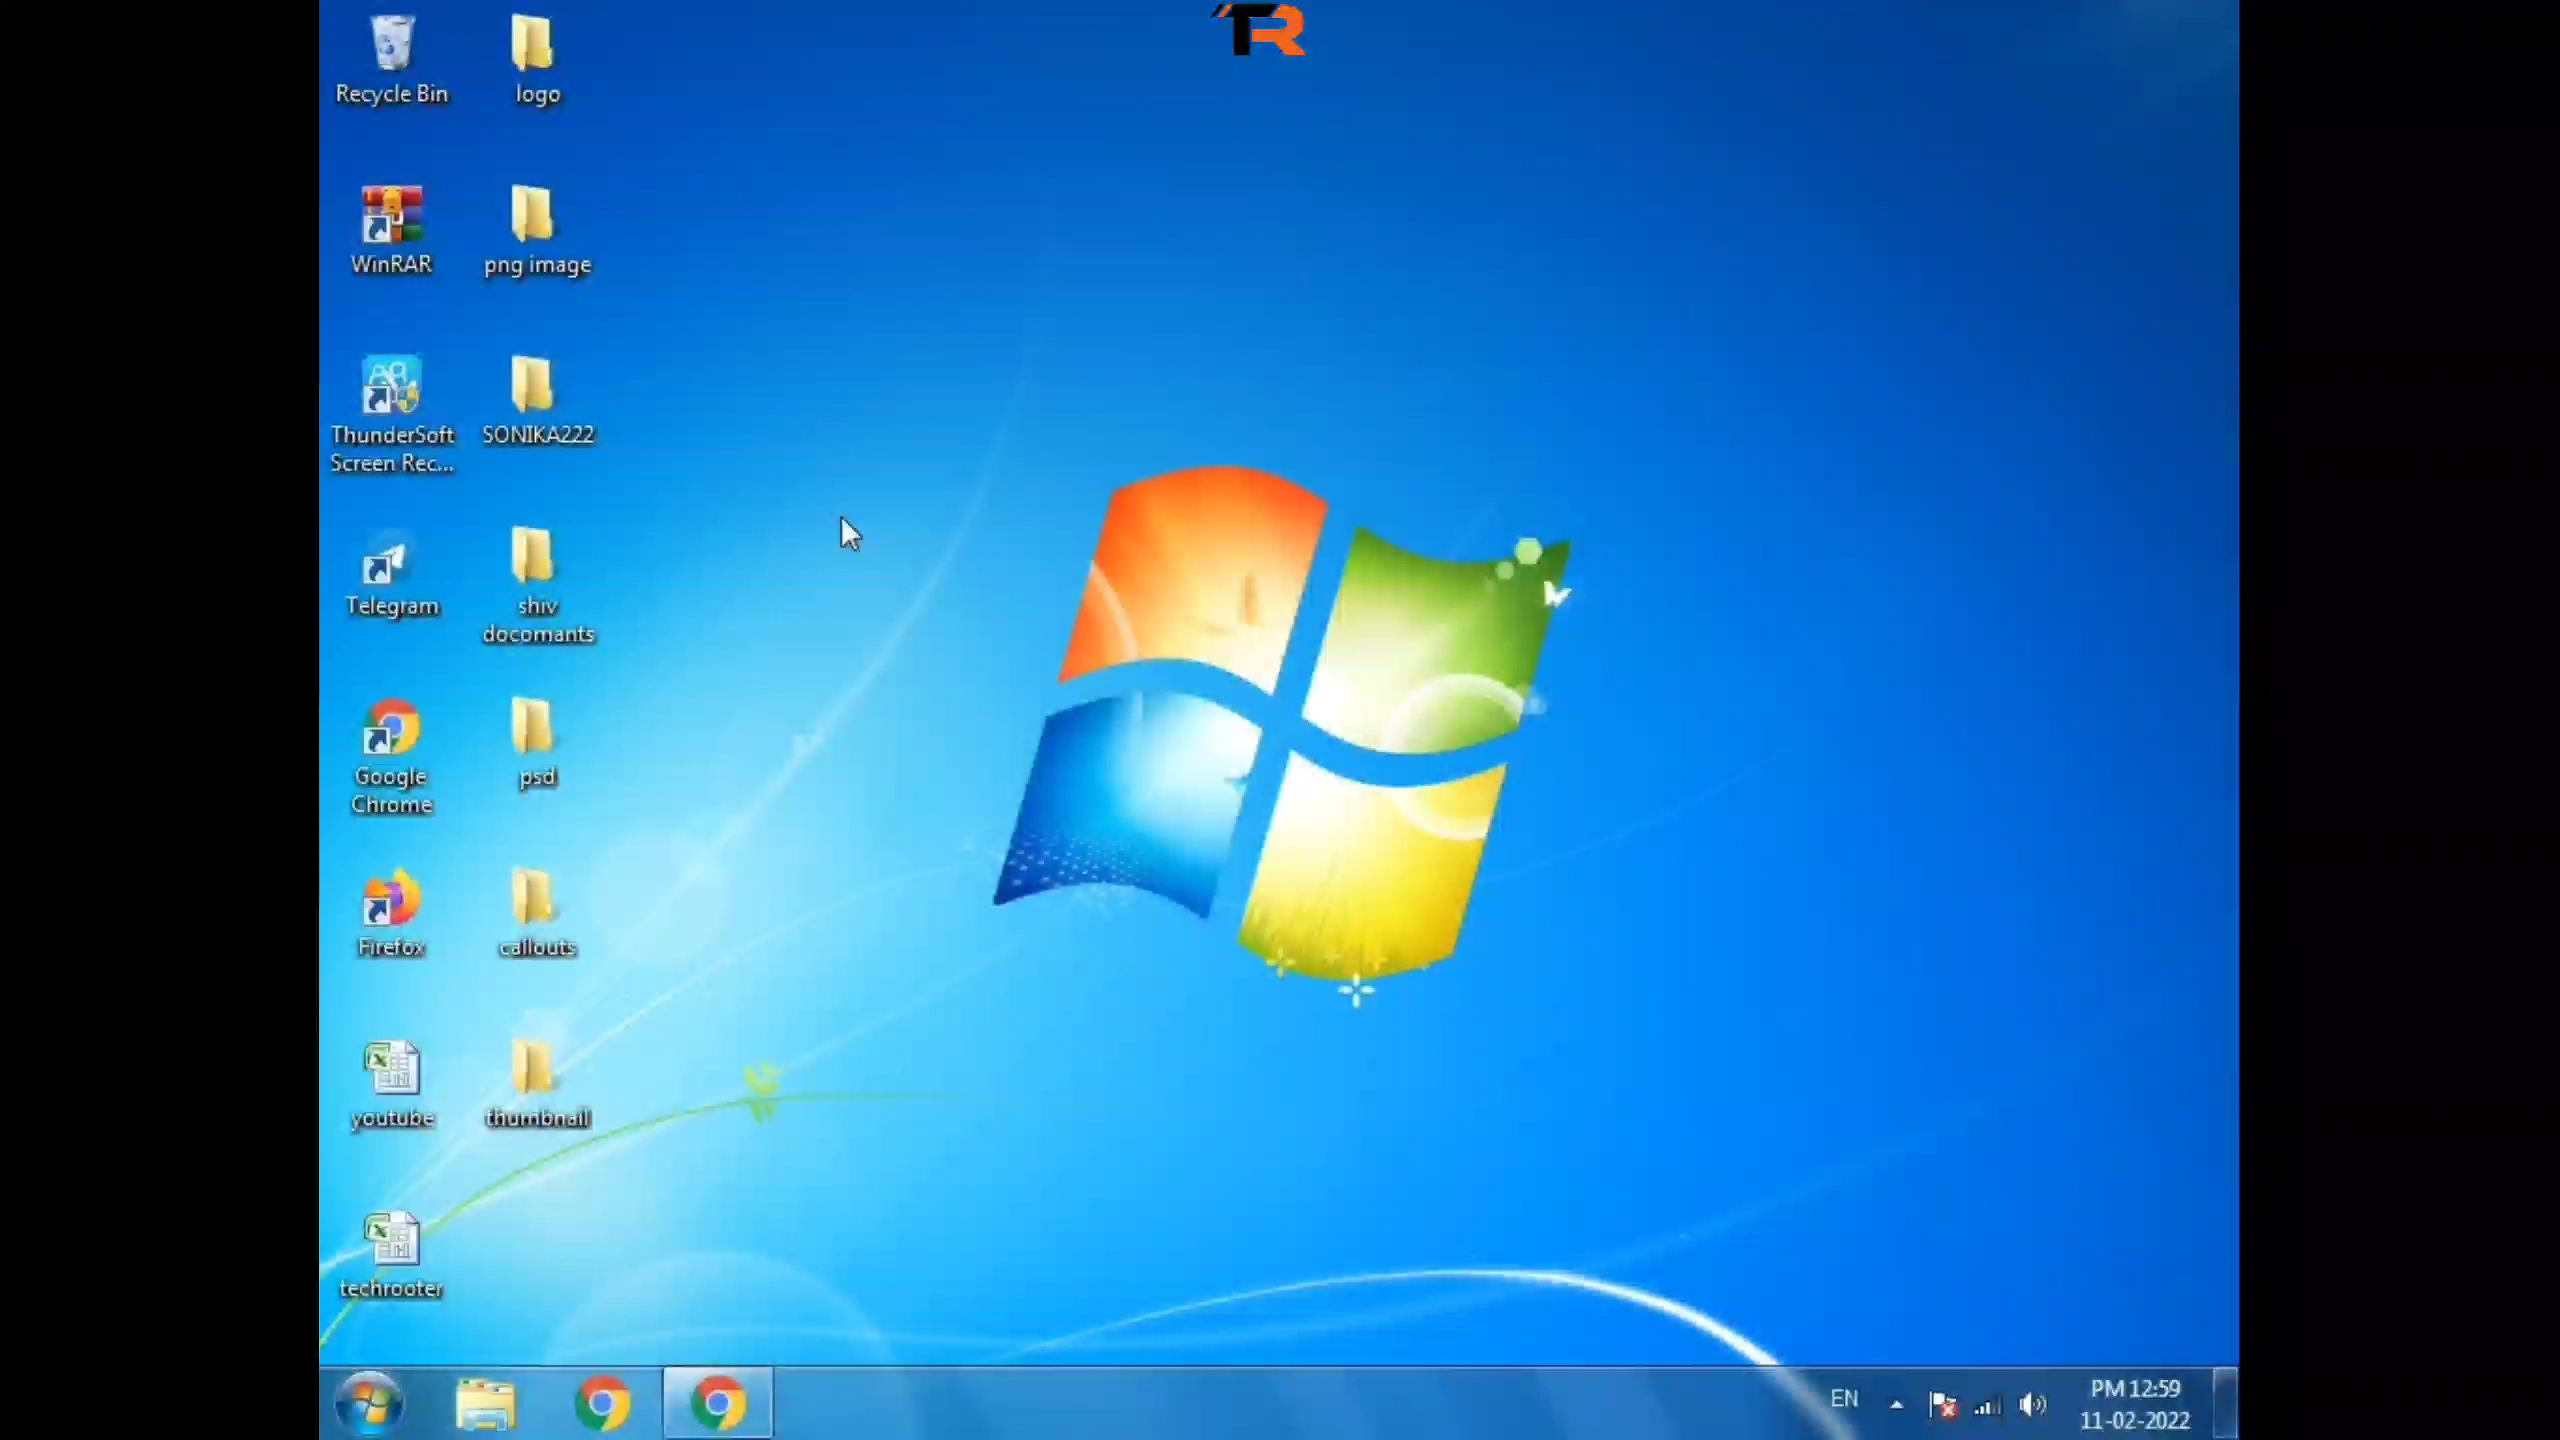 TR
Recycle Bin
logo
WinRAR
png image
ThunderSoft
Screen Rec...
SONIKA222
Telegram
shiv
docomants
Google
Chrome
psd
Firefox
callouts
youtube
thumbnail
techrooter
EN
PM 12:59
11-02-2022